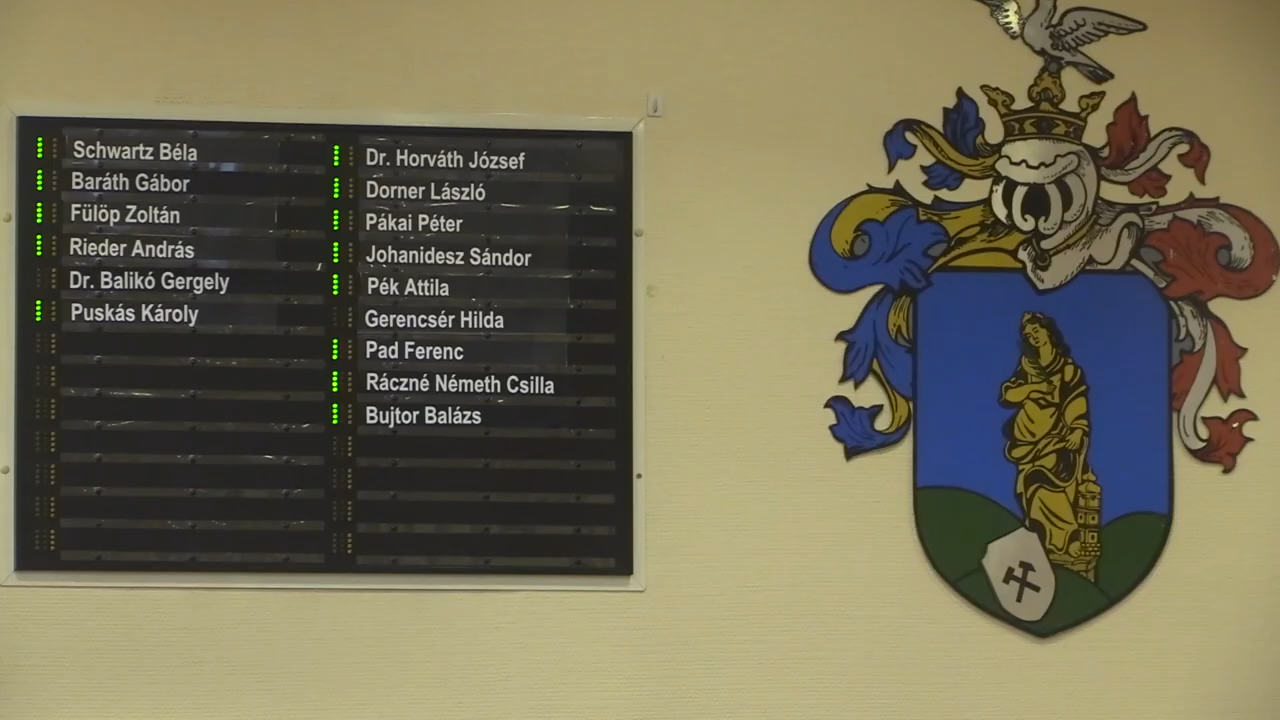 Schwartz Béla
Baráth Gábor
Fülöp Zoltán
Rieder András
Dr. Balikó Gergely
Puskás Károly
Dr. Horváth József
Dorner László
Pákai Péter
Johanidesz Sándor
Pék Attila
Gerencsér Hilda
Pad Ferenc
Ráczné Németh Csilla
Bujtor Balázs